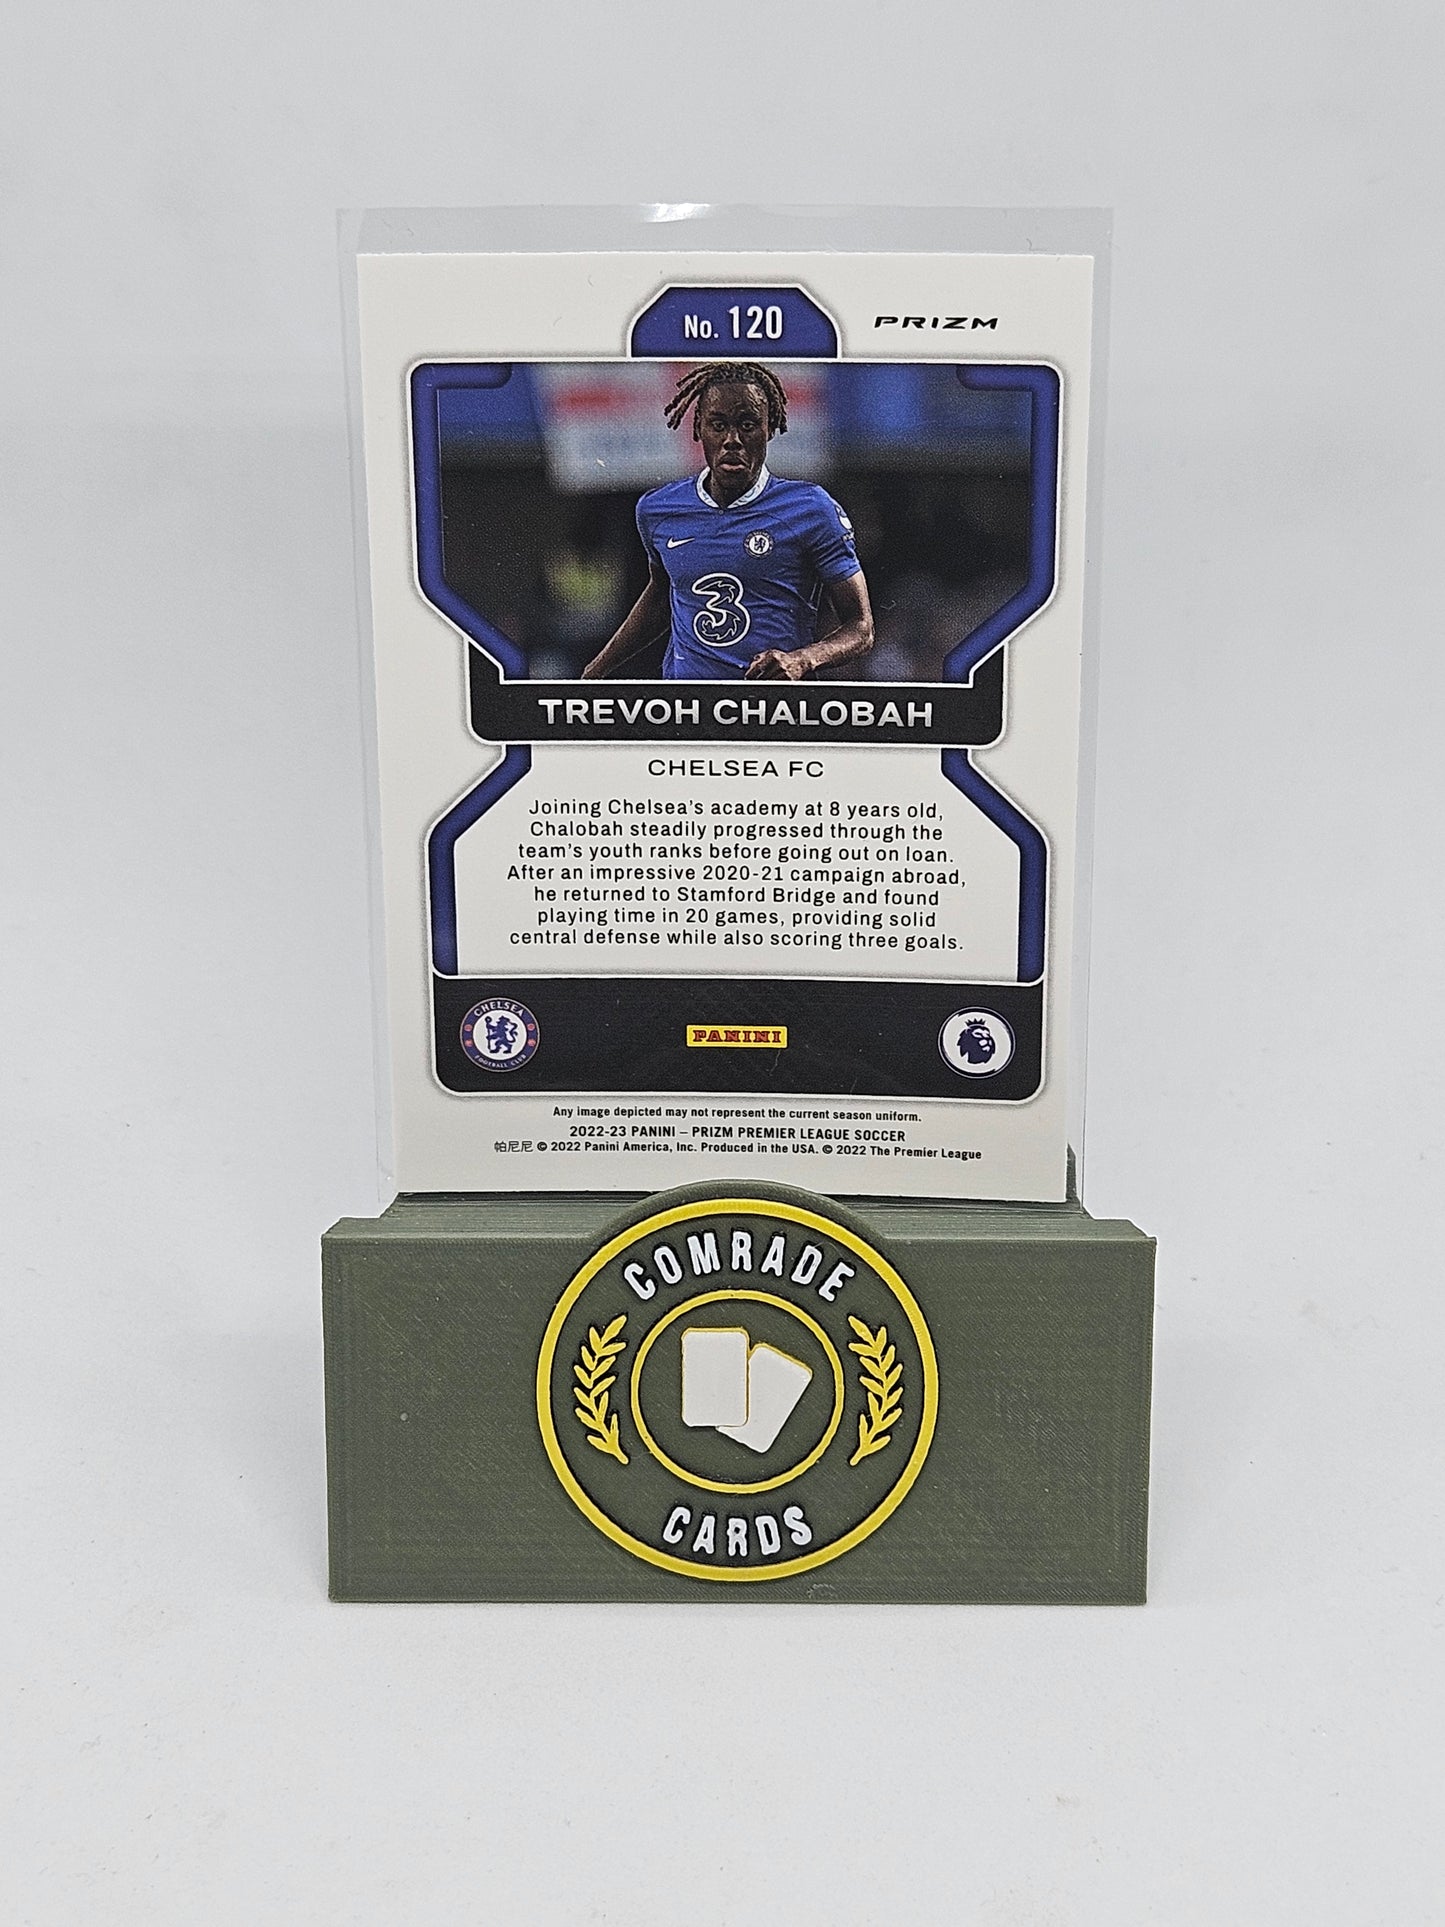 No. 120
PRIZM
3
TREVOH CHALOBAH
CHELSEA FC
Joining Chelsea's academy at 8 years old,
Chalobah steadily progressed through the
team's youth ranks before going out on loan.
After an impressive 2020-21 campaign abroad,
he returned to Stamford Bridge and found
playing time in 20 games, providing solid
central defense while also scoring three goals.
CHELSEA
FOOTBALL CLUB
PANINI
Any image depicted may not represent the current season uniform.
2022-23 PANINI – PRIZM PREMIER LEAGUE SOCCER
帕尼尼 © 2022 Panini America, Inc. Produced in the USA. © 2022 The Premier League
COMRADE
CARDS